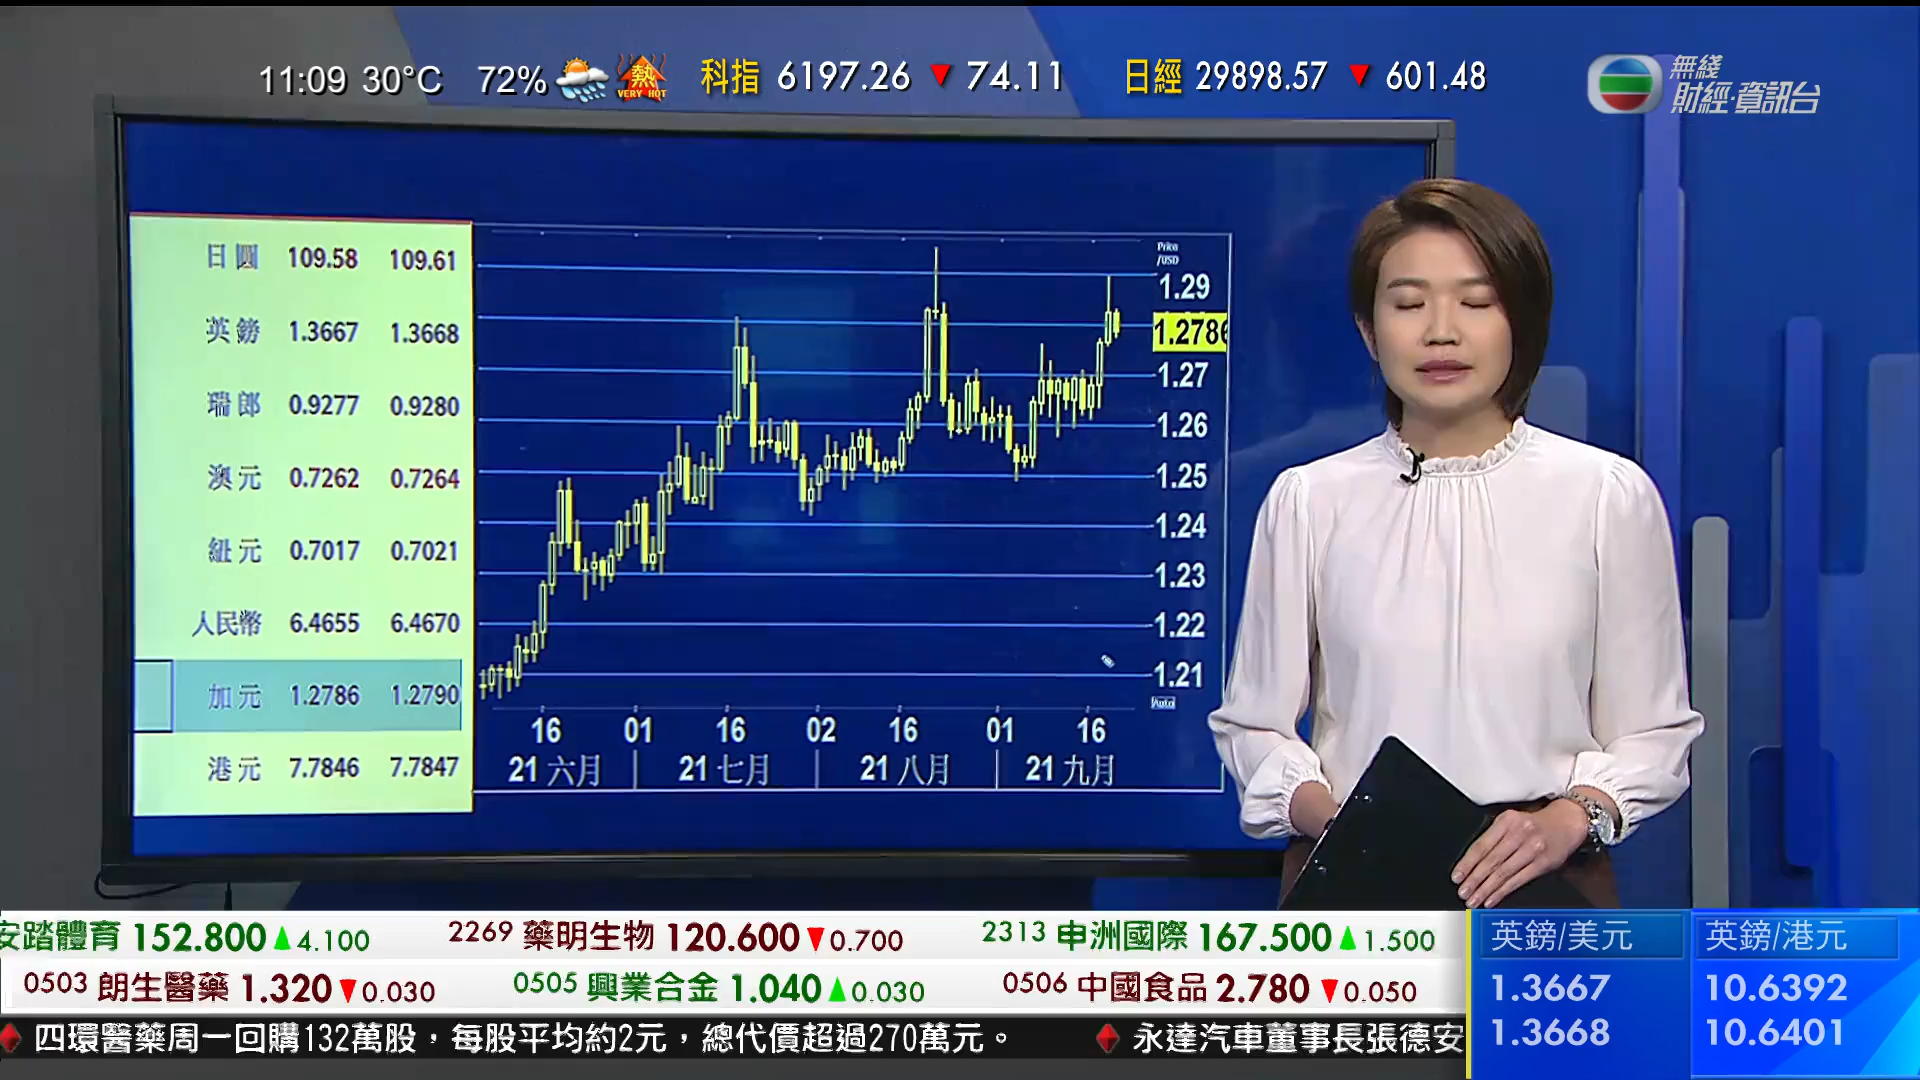 11:09 30°C 72% VERY HOT 熱 科指 6197.26 ▼ 74.11 日經 29898.57 ▼ 601.48
無綫
財經·資訊台
日圓 109.58 109.61
英鎊 1.3667 1.3668
瑞郎 0.9277 0.9280
澳元 0.7262 0.7264
紐元 0.7017 0.7021
人民幣 6.4655 6.4670
加元 1.2786 1.2790
港元 7.7846 7.7847
Price
/USD
1.29
1.2786
1.27
1.26
1.25
1.24
1.23
1.22
1.21
Auto
16 01 16 02 16 01 16
21 六月 21 七月 21 八月 21 九月
安踏體育 152.800 ▲ 4.100 2269 藥明生物 120.600 ▼ 0.700 2313 申洲國際 167.500 ▲ 1.500
0503 朗生醫藥 1.320 ▼ 0.030 0505 興業合金 1.040 ▲ 0.030 0506 中國食品 2.780 ▼ 0.050
四環醫藥周一回購132萬股，每股平均約2元，總代價超過270萬元。 永達汽車董事長張德安
英鎊/美元
1.3667
1.3668
英鎊/港元
10.6392
10.6401